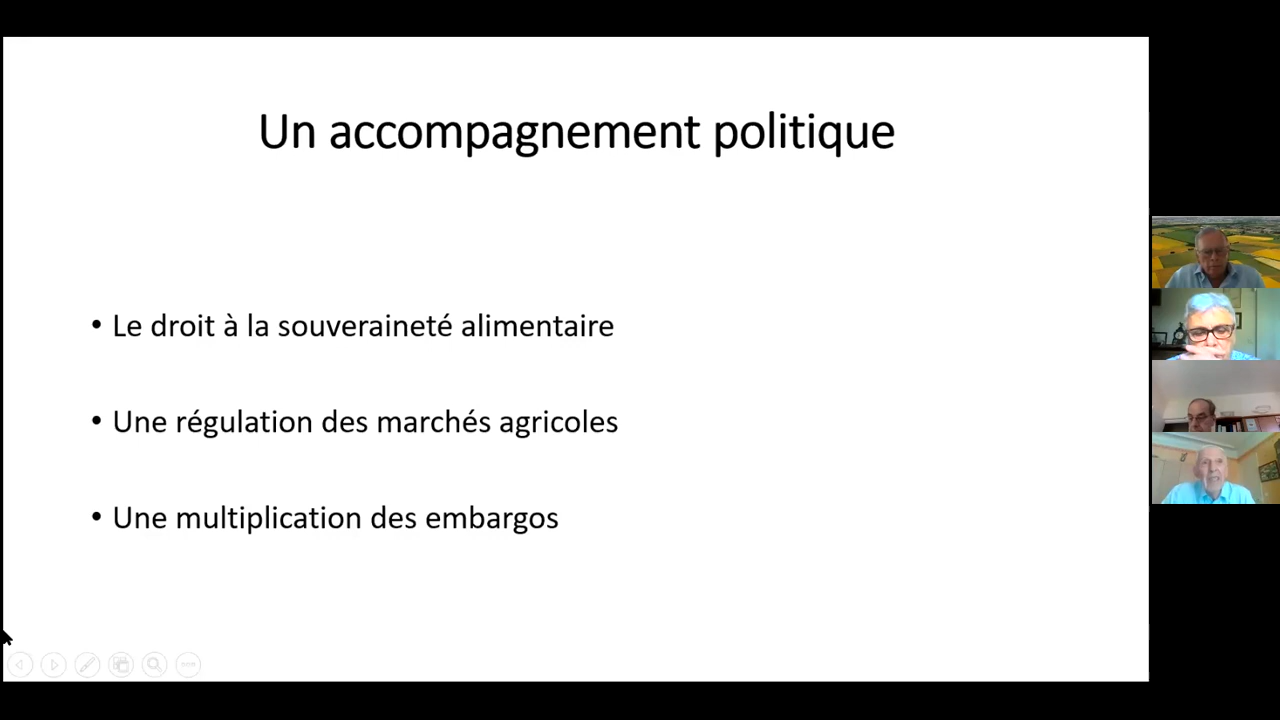 Un accompagnement politique
• Le droit à la souveraineté alimentaire
• Une régulation des marchés agricoles
• Une multiplication des embargos